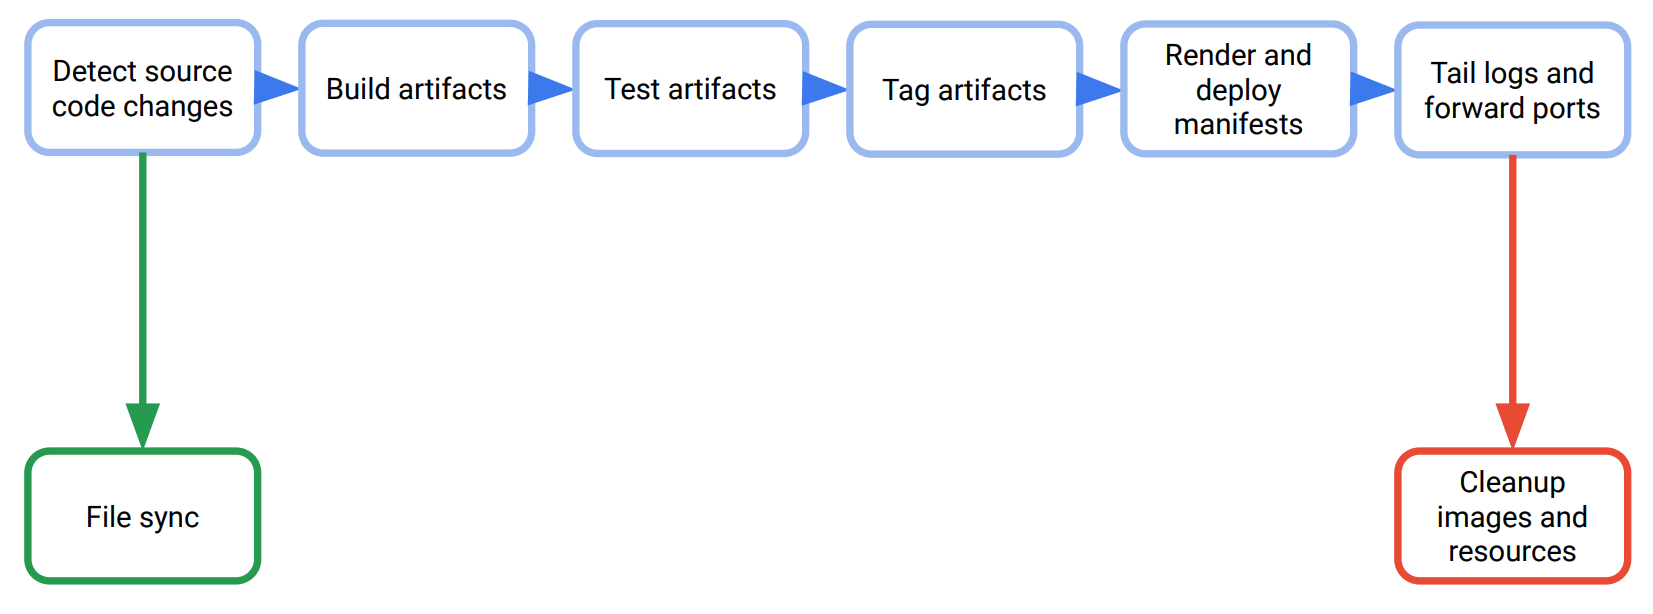 Detect source
code changes
Build artifacts
Test artifacts
Tag artifacts
Render and
deploy
manifests
Tail logs and
forward ports
File sync
Cleanup
images and
resources